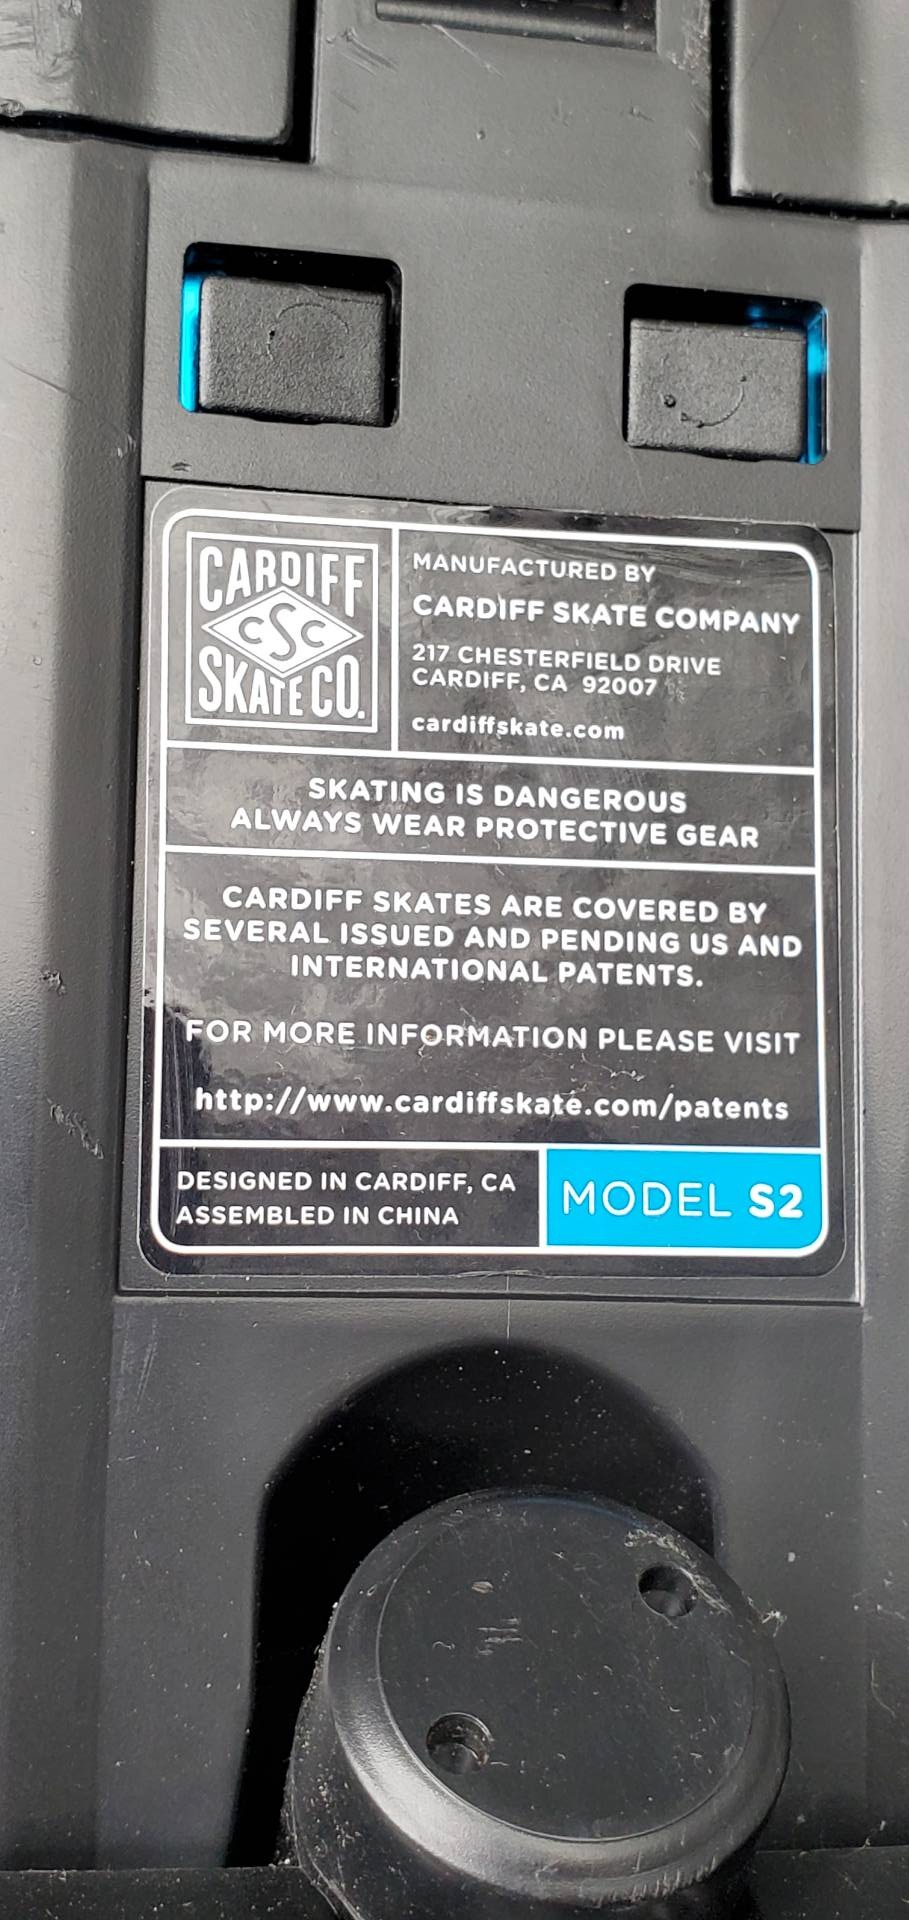 CARDIFF
CSC
SKATE CO.
MANUFACTURED BY
CARDIFF SKATE COMPANY
217 CHESTERFIELD DRIVE
CARDIFF, CA 92007
cardiffskate.com
SKATING IS DANGEROUS
ALWAYS WEAR PROTECTIVE GEAR
CARDIFF SKATES ARE COVERED BY
SEVERAL ISSUED AND PENDING US AND
INTERNATIONAL PATENTS.
FOR MORE INFORMATION PLEASE VISIT
http://www.cardiffskate.com/patents
DESIGNED IN CARDIFF, CA
ASSEMBLED IN CHINA
MODEL S2